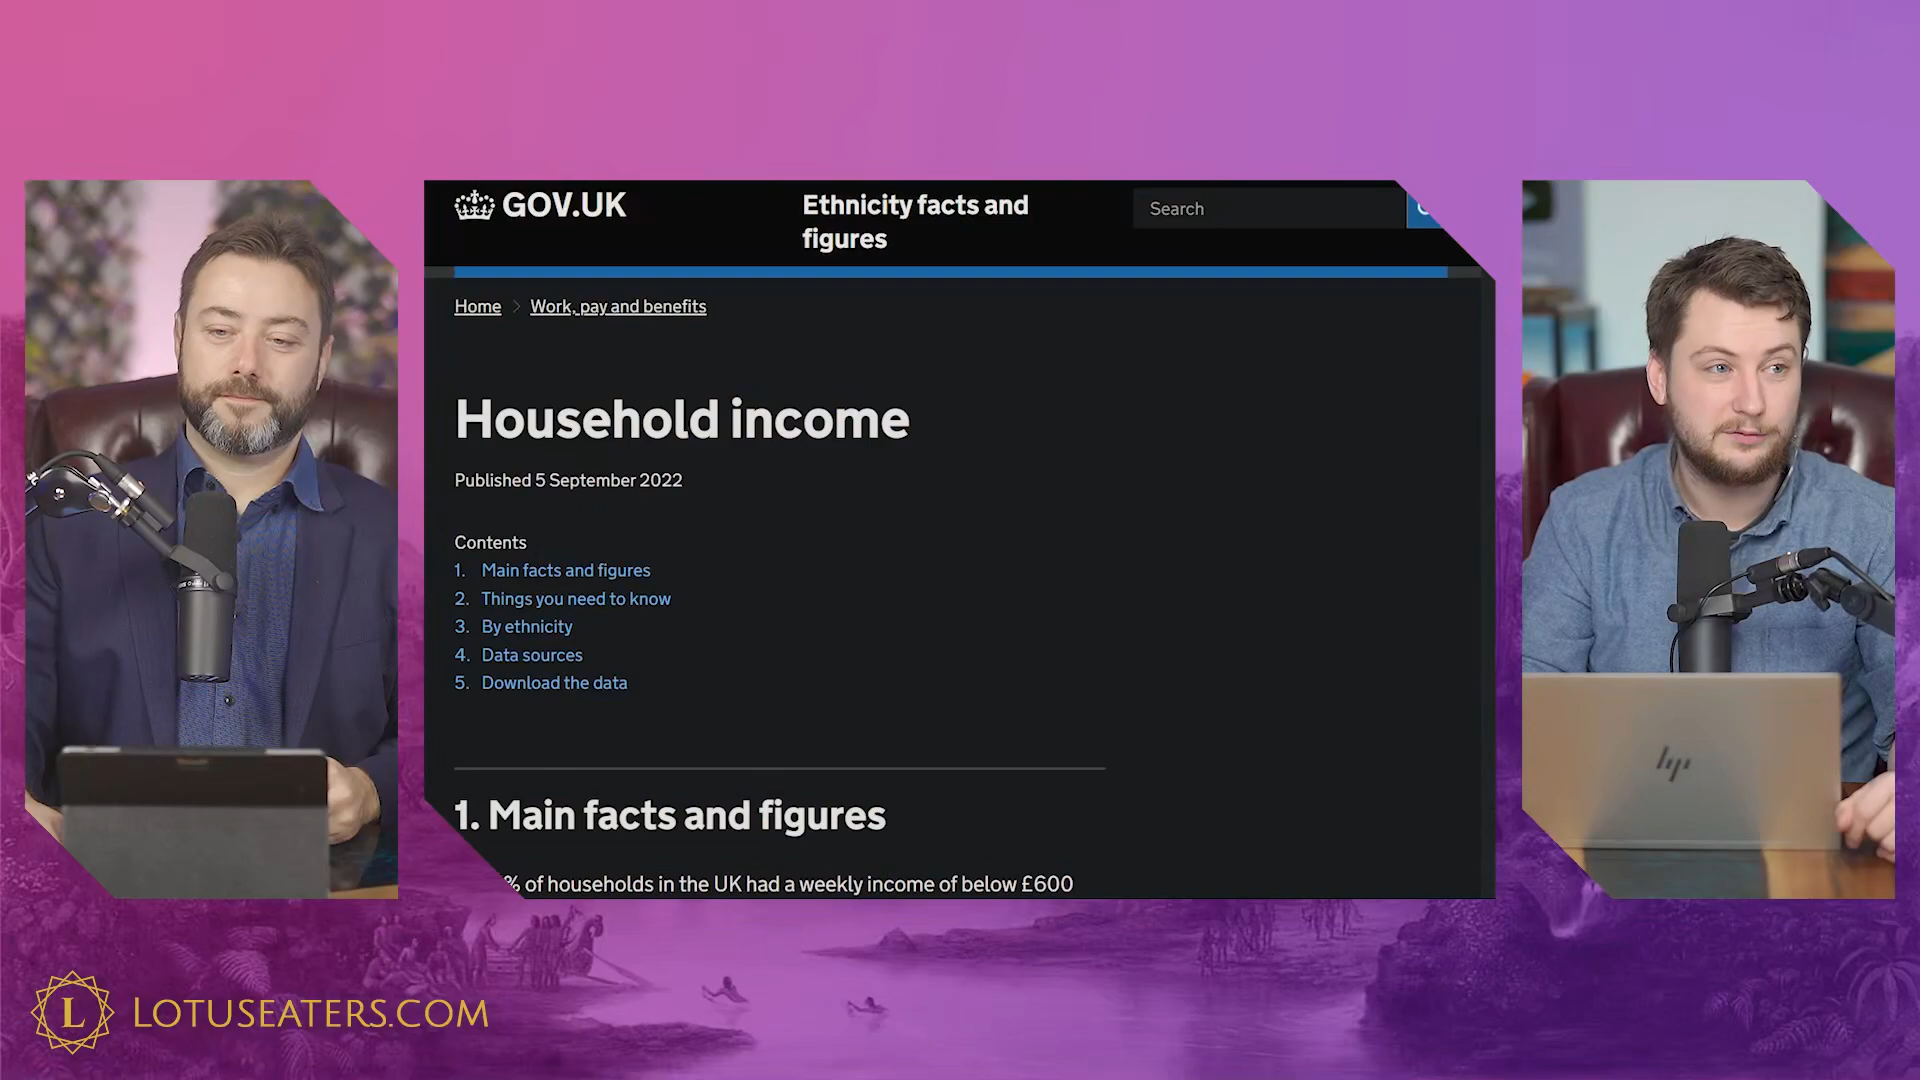 GOV.UK
Ethnicity facts and
figures
Search
Home
Work, pay and benefits
Household income
Published 5 September 2022
Contents
1. Main facts and figures
2. Things you need to know
3. By ethnicity
4. Data sources
5. Download the data
1. Main facts and figures
% of households in the UK had a weekly income of below £600
hp
L LOTUSEATERS.COM